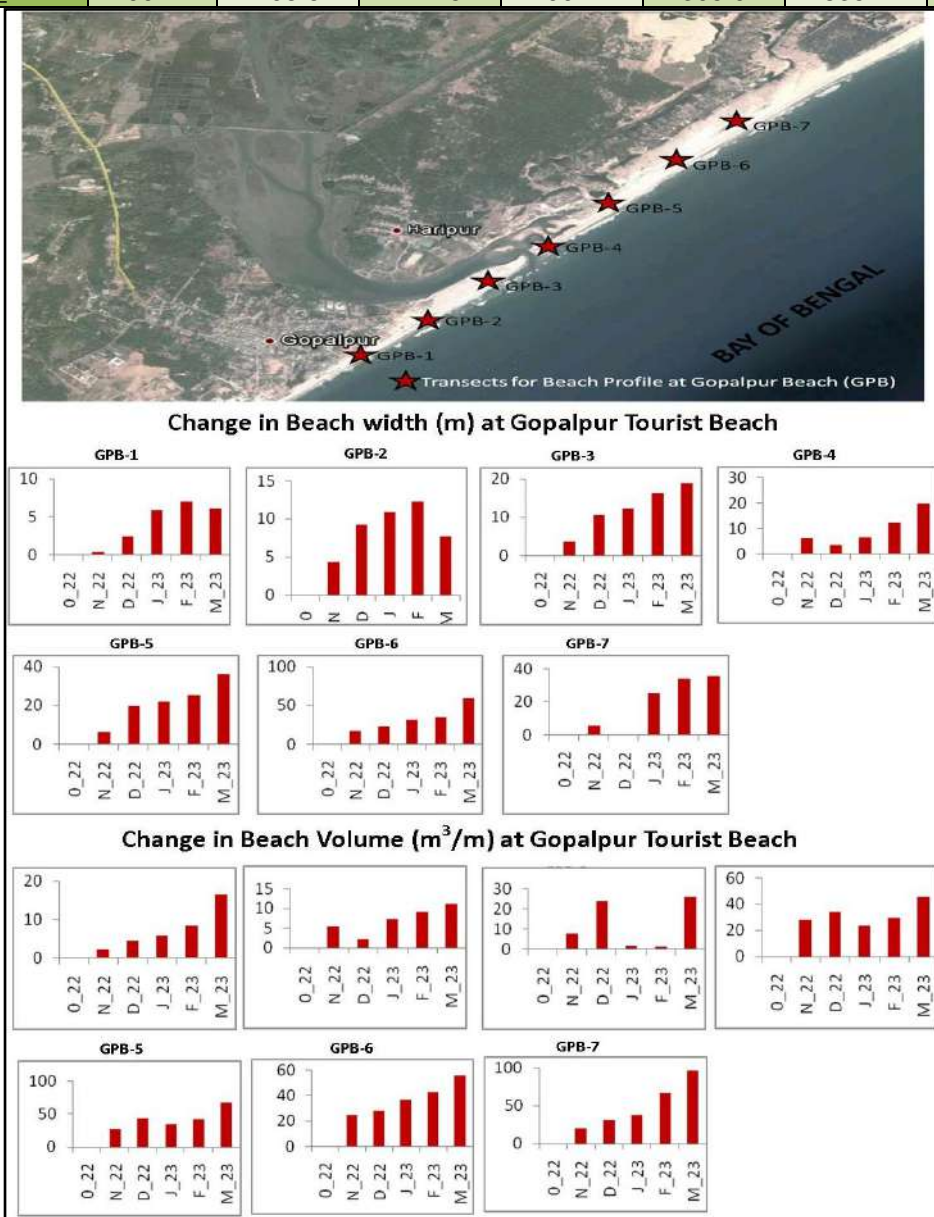 GPB-7
GPB-6
GPB-5
Haripur
GPB-4
GPB-3
GPB-2
Gopalpur
GPB-1
BAY OF BENGAL
Transects for Beach Profile at Gopalpur Beach (GPB)
Change in Beach width (m) at Gopalpur Tourist Beach
GPB-1 GPB-2 GPB-3 GPB-4
10 5 0
O_22 N_22 D_22 J_23 F_23 M_23
15 10 5 0
O N D J F M
20 10 0
O_22 N_22 D_22 J_23 F_23 M_23
30 20 10 0
O_22 N_22 D_22 J_23 F_23 M_23
GPB-5 GPB-6 GPB-7
40 20 0
O_22 N_22 D_22 J_23 F_23 M_23
100 50 0
O_22 N_22 D_22 J_23 F_23 M_23
40 20 0
O_22 N_22 D_22 J_23 F_23 M_23
Change in Beach Volume (m³/m) at Gopalpur Tourist Beach
20 10 0
O_22 N_22 D_22 J_23 F_23 M_23
15 10 5 0
O_22 N_22 D_22 J_23 F_23 M_23
30 20 10 0
O_22 N_22 D_22 J_23 F_23 M_23
60 40 20 0
O_22 N_22 D_22 J_23 F_23 M_23
GPB-5 GPB-6 GPB-7
100 50 0
O_22 N_22 D_22 J_23 F_23 M_23
60 40 20 0
O_22 N_22 D_22 J_23 F_23 M_23
100 50 0
O_22 N_22 D_22 J_23 F_23 M_23